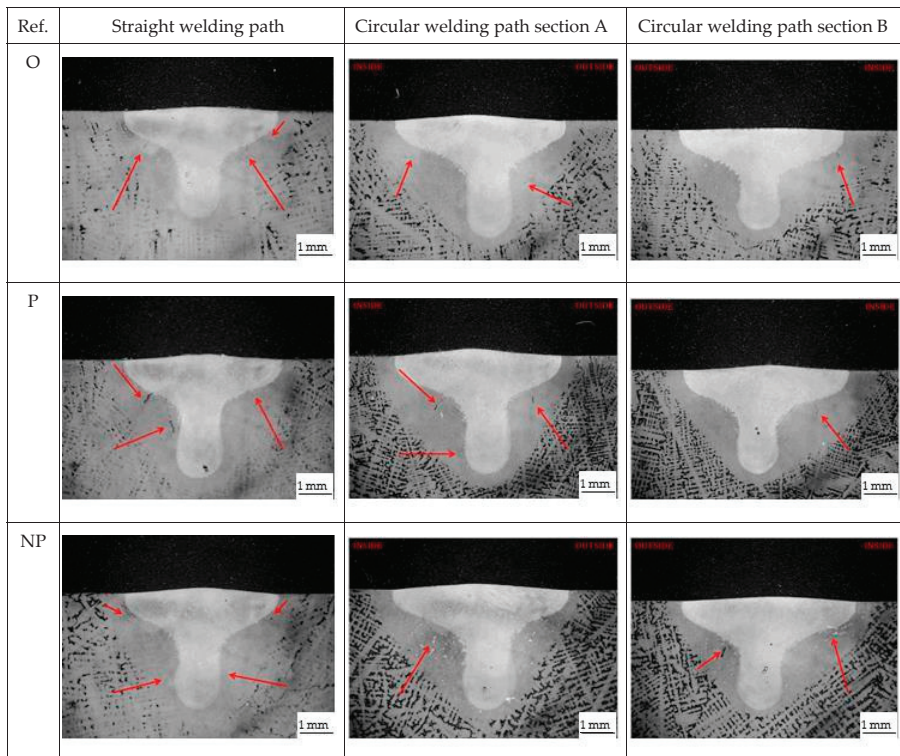 Ref. Straight welding path Circular welding path section A Circular welding path section B
O
INSIDE OUTSIDE
OUTSIDE INSIDE
1 mm 1 mm 1 mm
P
INSIDE OUTSIDE
OUTSIDE INSIDE
1 mm 1 mm 1 mm
NP
INSIDE OUTSIDE
OUTSIDE INSIDE
1 mm 1 mm 1 mm